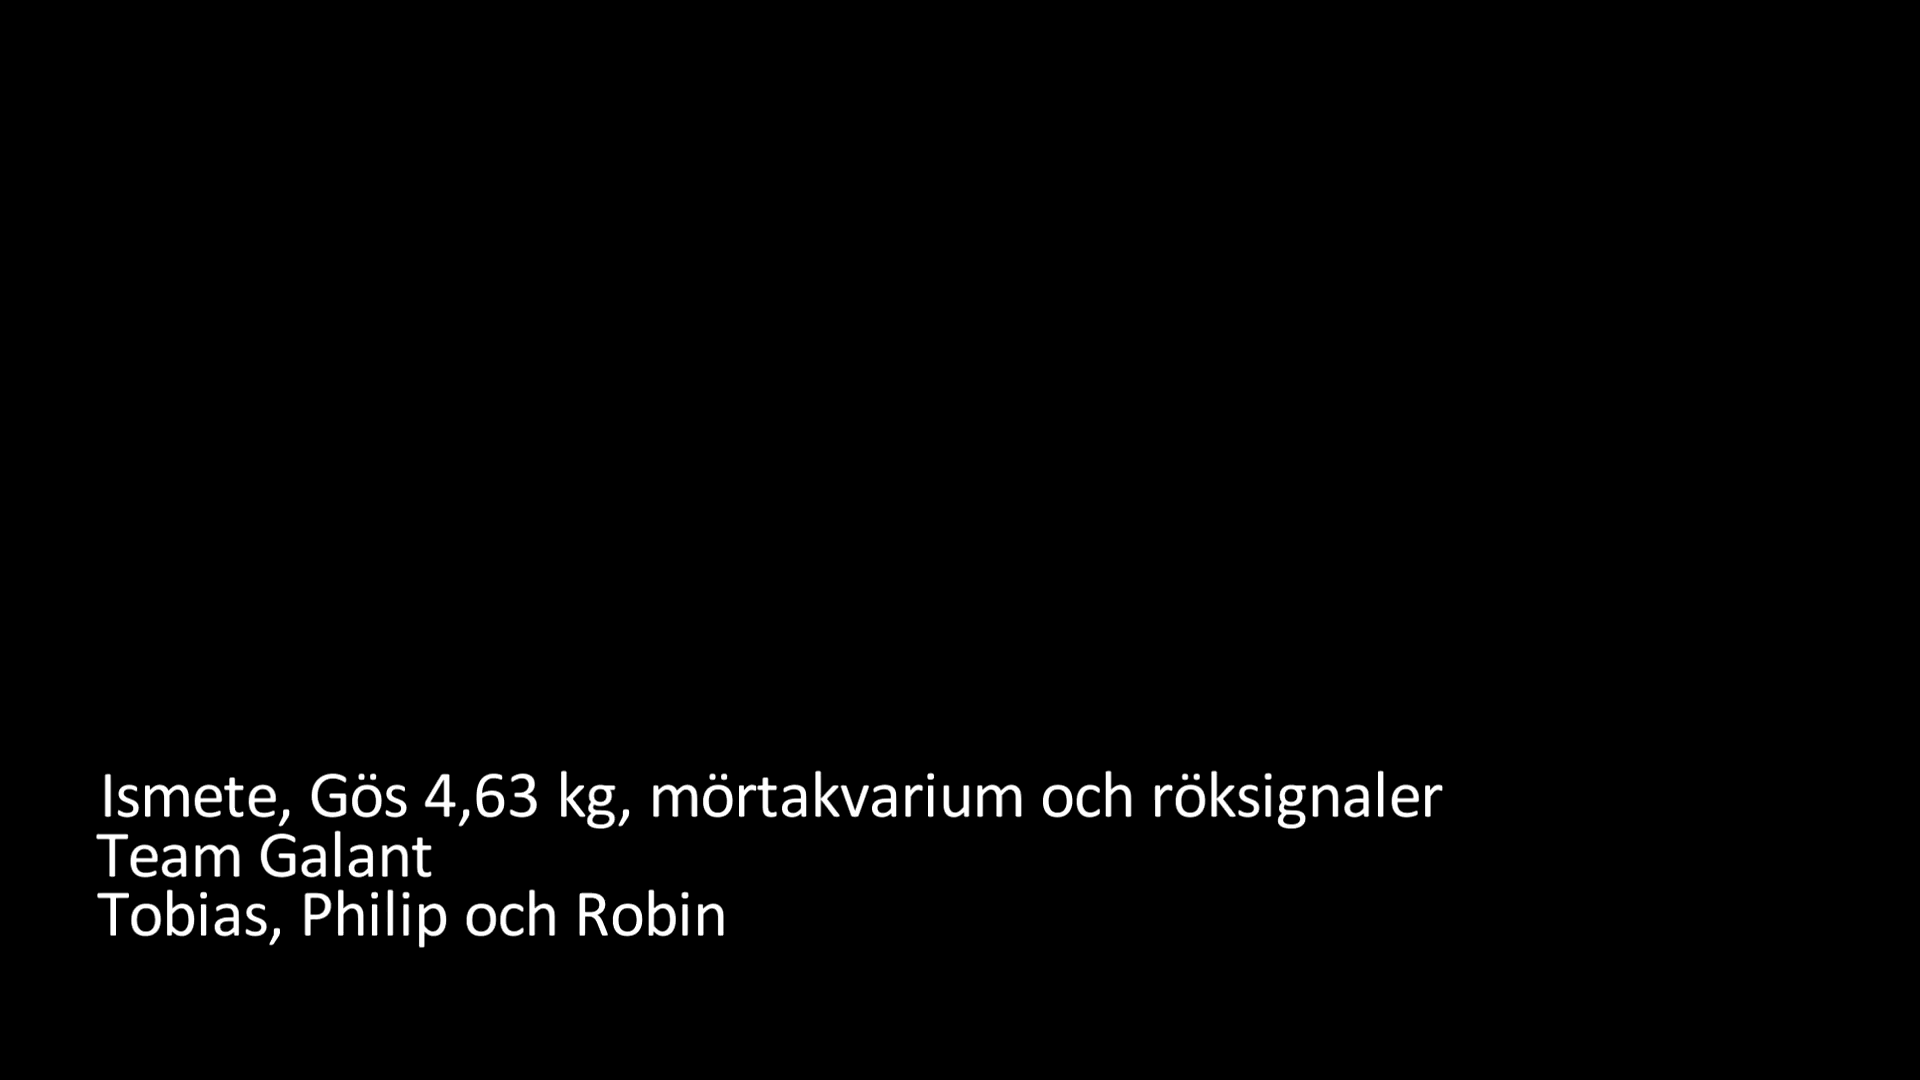 Ismete, Gös 4,63 kg, mörtakvarium och röksignaler
Team Galant
Tobias, Philip och Robin